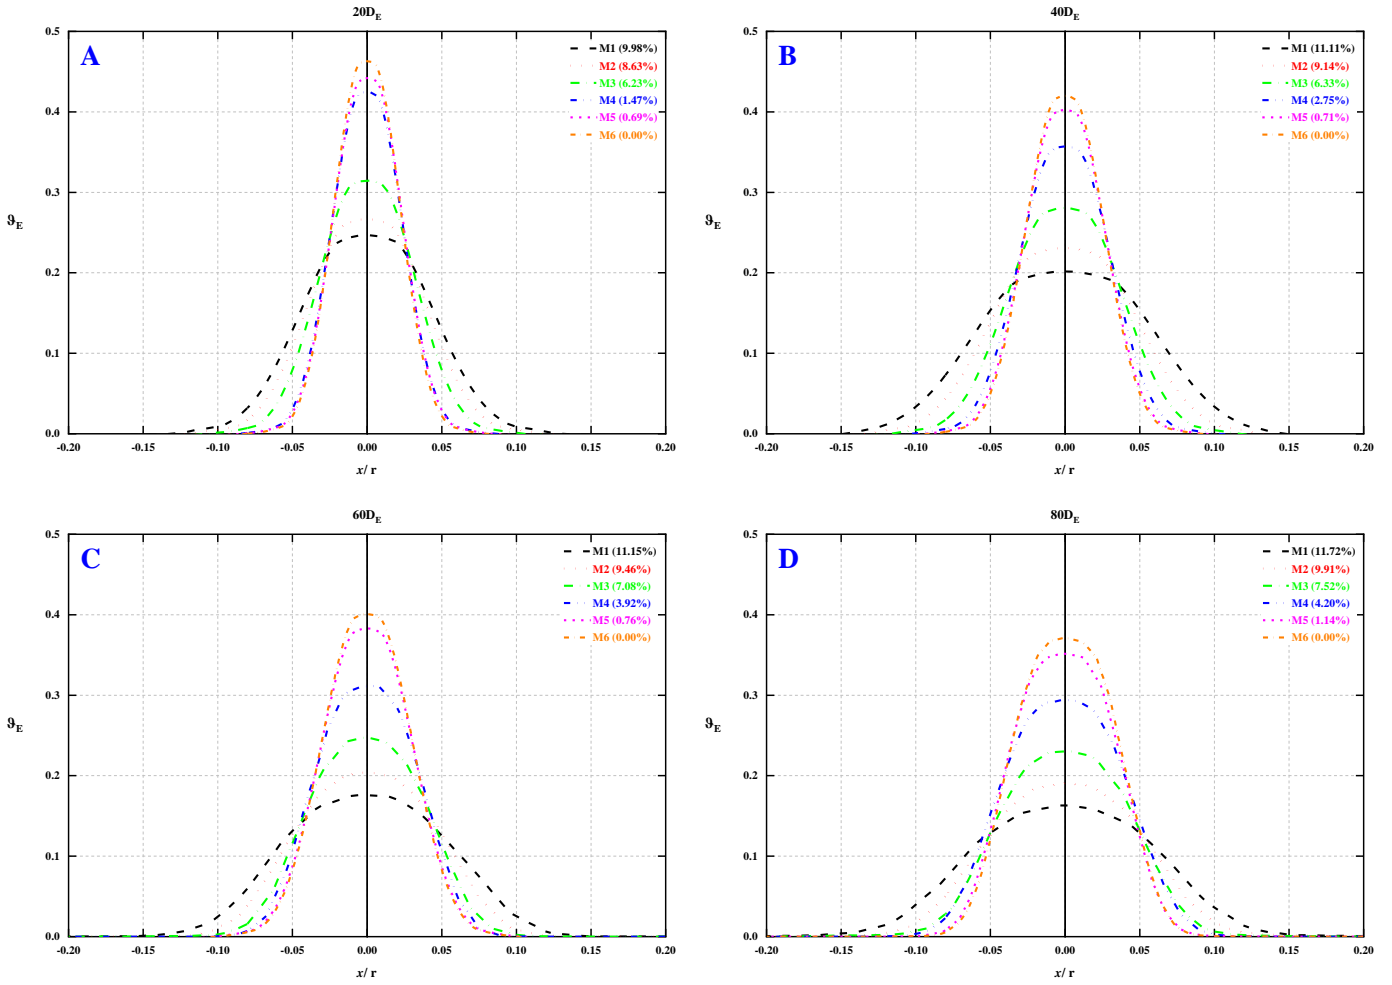 20D_E
A
0.5
0.4
0.3
0.2
0.1
0.0
ϑ_E
M1 (9.98%)
M2 (8.63%)
M3 (6.23%)
M4 (1.47%)
M5 (0.69%)
M6 (0.00%)
-0.20 -0.15 -0.10 -0.05 0.00 0.05 0.10 0.15 0.20
x/ r
40D_E
B
0.5
0.4
0.3
0.2
0.1
0.0
ϑ_E
M1 (11.11%)
M2 (9.14%)
M3 (6.33%)
M4 (2.75%)
M5 (0.71%)
M6 (0.00%)
-0.20 -0.15 -0.10 -0.05 0.00 0.05 0.10 0.15 0.20
x/ r
60D_E
C
0.5
0.4
0.3
0.2
0.1
0.0
ϑ_E
M1 (11.15%)
M2 (9.46%)
M3 (7.08%)
M4 (3.92%)
M5 (0.76%)
M6 (0.00%)
-0.20 -0.15 -0.10 -0.05 0.00 0.05 0.10 0.15 0.20
x/ r
80D_E
D
0.5
0.4
0.3
0.2
0.1
0.0
ϑ_E
M1 (11.72%)
M2 (9.91%)
M3 (7.52%)
M4 (4.20%)
M5 (1.14%)
M6 (0.00%)
-0.20 -0.15 -0.10 -0.05 0.00 0.05 0.10 0.15 0.20
x/ r